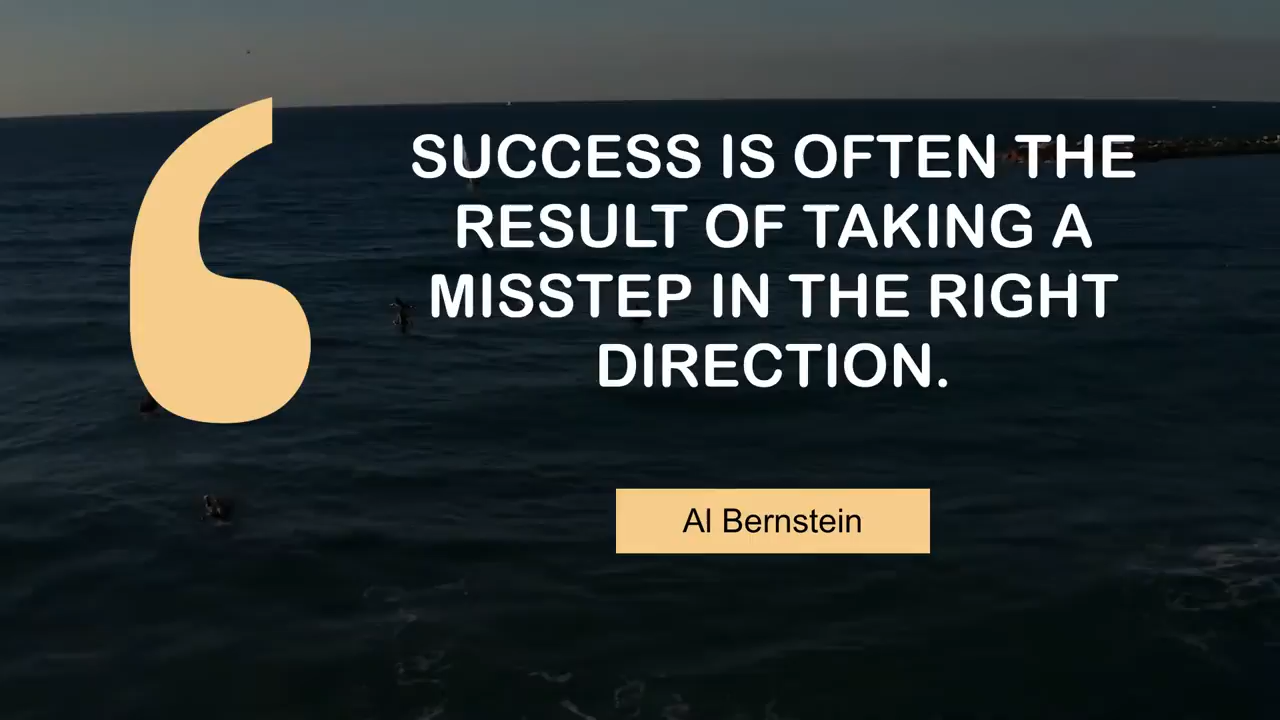 SUCCESS IS OFTEN THE
RESULT OF TAKING A
MISSTEP IN THE RIGHT
DIRECTION.
Al Bernstein